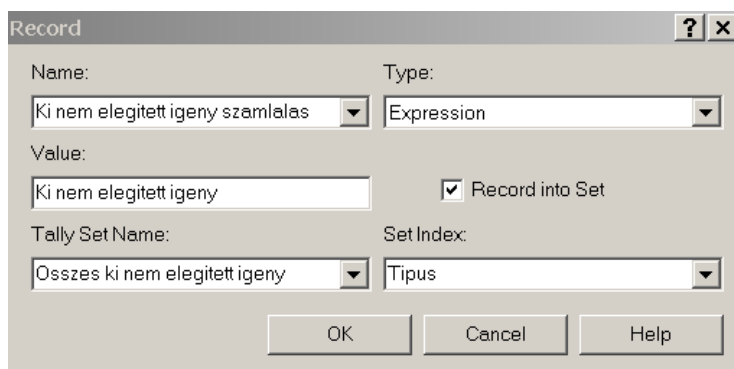 Record
Name: Type:
Ki nem elegitett igeny szamlalas Expression
Value:
Ki nem elegitett igeny Record into Set
Tally Set Name: Set Index:
Osszes ki nem elegitett igeny Tipus
OK Cancel Help